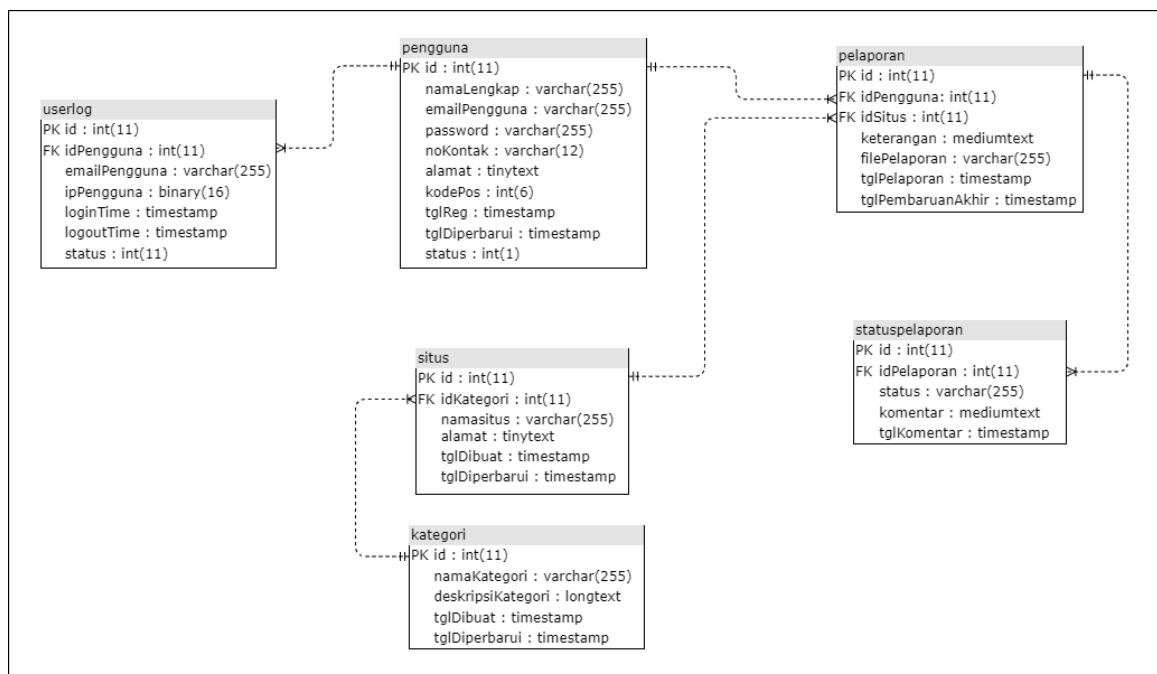 userlog
PK id : int(11)
FK idPengguna : int(11)
emailPengguna : varchar(255)
ipPengguna : binary(16)
loginTime : timestamp
logoutTime : timestamp
status : int(11)
pengguna
PK id : int(11)
namaLengkap : varchar(255)
emailPengguna : varchar(255)
password : varchar(255)
noKontak : varchar(12)
alamat : tinytext
kodePos : int(6)
tglReg : timestamp
tglDiperbarui : timestamp
status : int(1)
pelaporan
PK id : int(11)
FK idPengguna: int(11)
FK idSitus : int(11)
keterangan : mediumtext
filePelaporan : varchar(255)
tglPelaporan : timestamp
tglPembaruanAkhir : timestamp
situs
PK id : int(11)
FK idKategori : int(11)
namasitus : varchar(255)
alamat : tinytext
tglDibuat : timestamp
tglDiperbarui : timestamp
statuspelaporan
PK id : int(11)
FK idPelaporan : int(11)
status : varchar(255)
komentar : mediumtext
tglKomentar : timestamp
kategori
PK id : int(11)
namaKategori : varchar(255)
deskripsiKategori : longtext
tglDibuat : timestamp
tglDiperbarui : timestamp